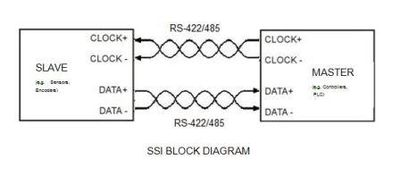 RS-422/485
CLOCK+
CLOCK -
SLAVE
(e.g. Sensors,
Encoders)
DATA+
DATA -
CLOCK+
CLOCK -
MASTER
(e.g. Controllers,
PLC)
DATA+
DATA -
RS-422/485
SSI BLOCK DIAGRAM